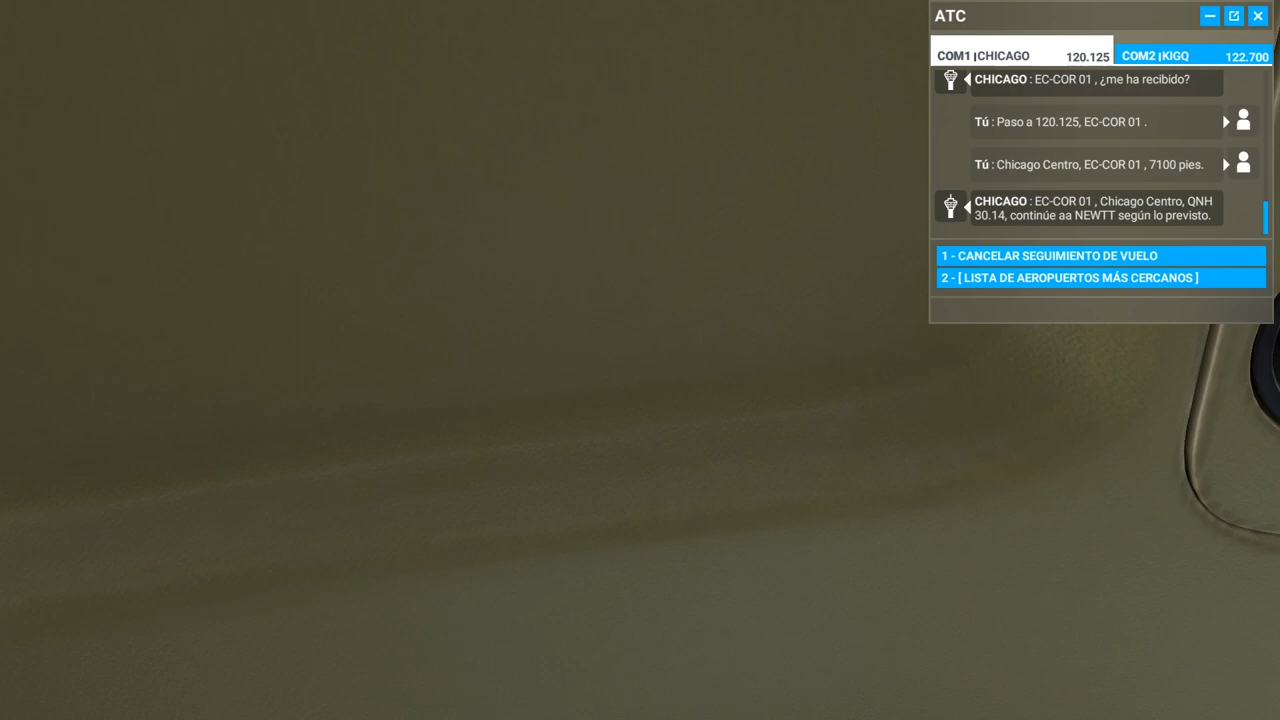 ATC
COM1 | CHICAGO 120.125 COM2 | KIGQ 122.700
CHICAGO : EC-COR 01 , ¿me ha recibido?
Tú : Paso a 120.125, EC-COR 01 .
Tú : Chicago Centro, EC-COR 01 , 7100 pies.
CHICAGO : EC-COR 01 , Chicago Centro, QNH
30.14, continúe aa NEWTT según lo previsto.
1 - CANCELAR SEGUIMIENTO DE VUELO
2 - [ LISTA DE AEROPUERTOS MÁS CERCANOS ]